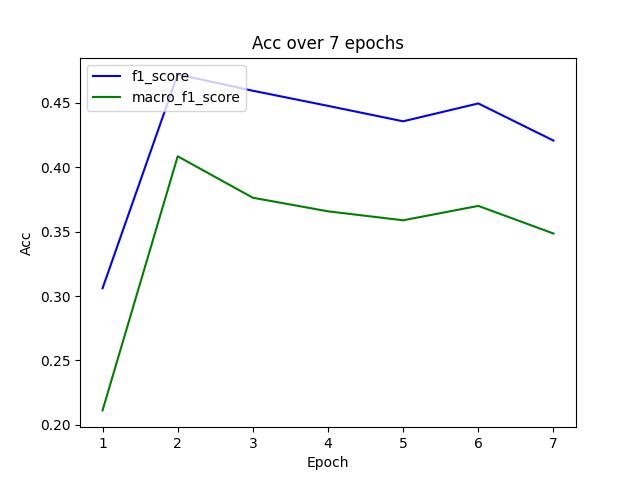 Acc over 7 epochs
f1_score
macro_f1_score
0.45
0.40
0.35
0.30
0.25
0.20
Acc
1 2 3 4 5 6 7
Epoch